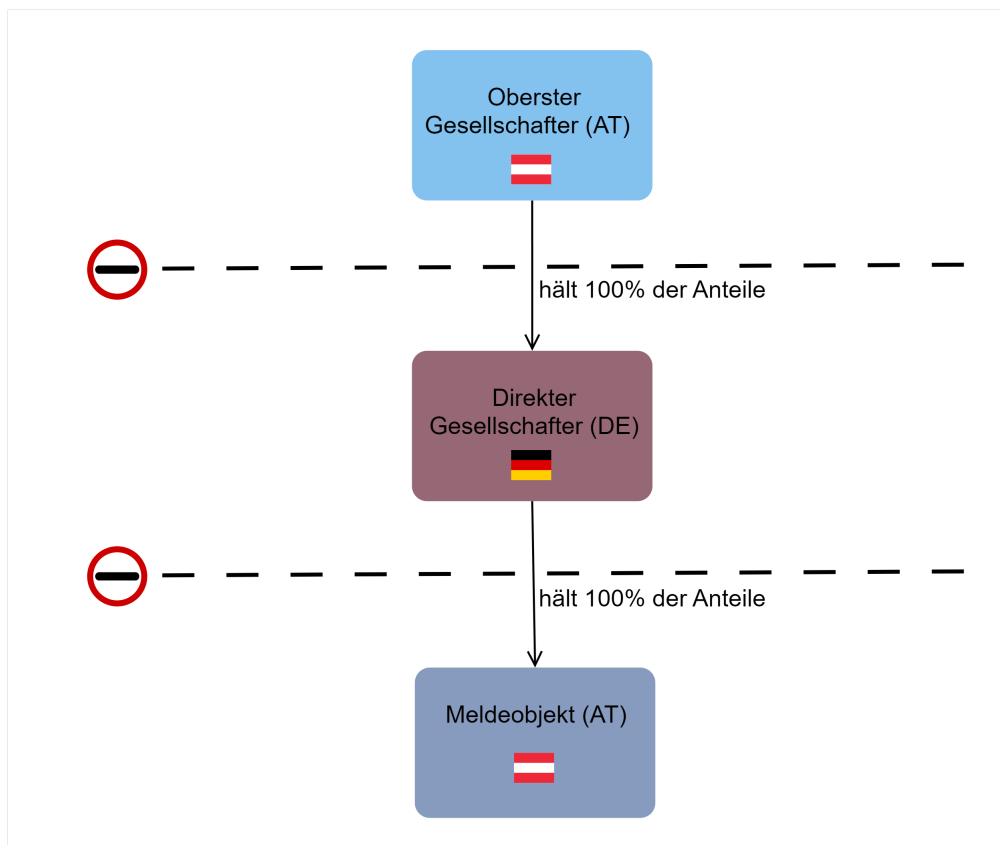 Oberster
Gesellschafter (AT)
hält 100% der Anteile
Direkter
Gesellschafter (DE)
hält 100% der Anteile
Meldeobjekt (AT)